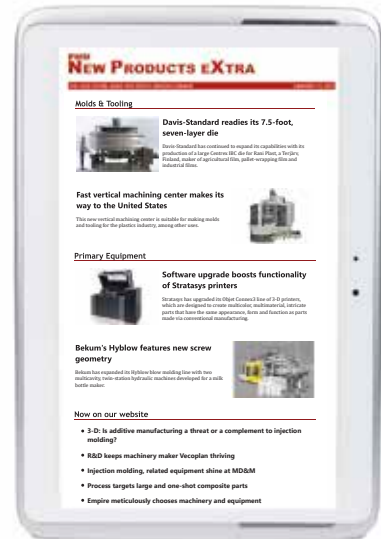 NEW PRODUCTS EXTRA
Molds & Tooling
Davis-Standard readies its 7.5-foot,
seven-layer die
Davis-Standard has continued to expand its capabilities with its
production of a large Centrex IBC die for Rani Plast, a Terjärv,
Finland, maker of agricultural film, pallet-wrapping film and
industrial films.
Fast vertical machining center makes its
way to the United States
This new vertical machining center is suitable for making molds
and tooling for the plastics industry, among other uses.
Primary Equipment
Software upgrade boosts functionality
of Stratasys printers
Stratasys has upgraded its Objet Connex3 line of 3-D printers,
which are designed to create multicolor, multimaterial, intricate
parts that have the same appearance, form and function as parts
made via conventional manufacturing.
Bekum's Hyblow features new screw
geometry
Bekum has expanded its Hyblow blow molding line with two
multicavity, twin-station hydraulic machines developed for a milk
bottle maker.
Now on our website
• 3-D: Is additive manufacturing a threat or a complement to injection
molding?
• R&D keeps machinery maker Vecoplan thriving
• Injection molding, related equipment shine at MD&M
• Process targets large and one-shot composite parts
• Empire meticulously chooses machinery and equipment